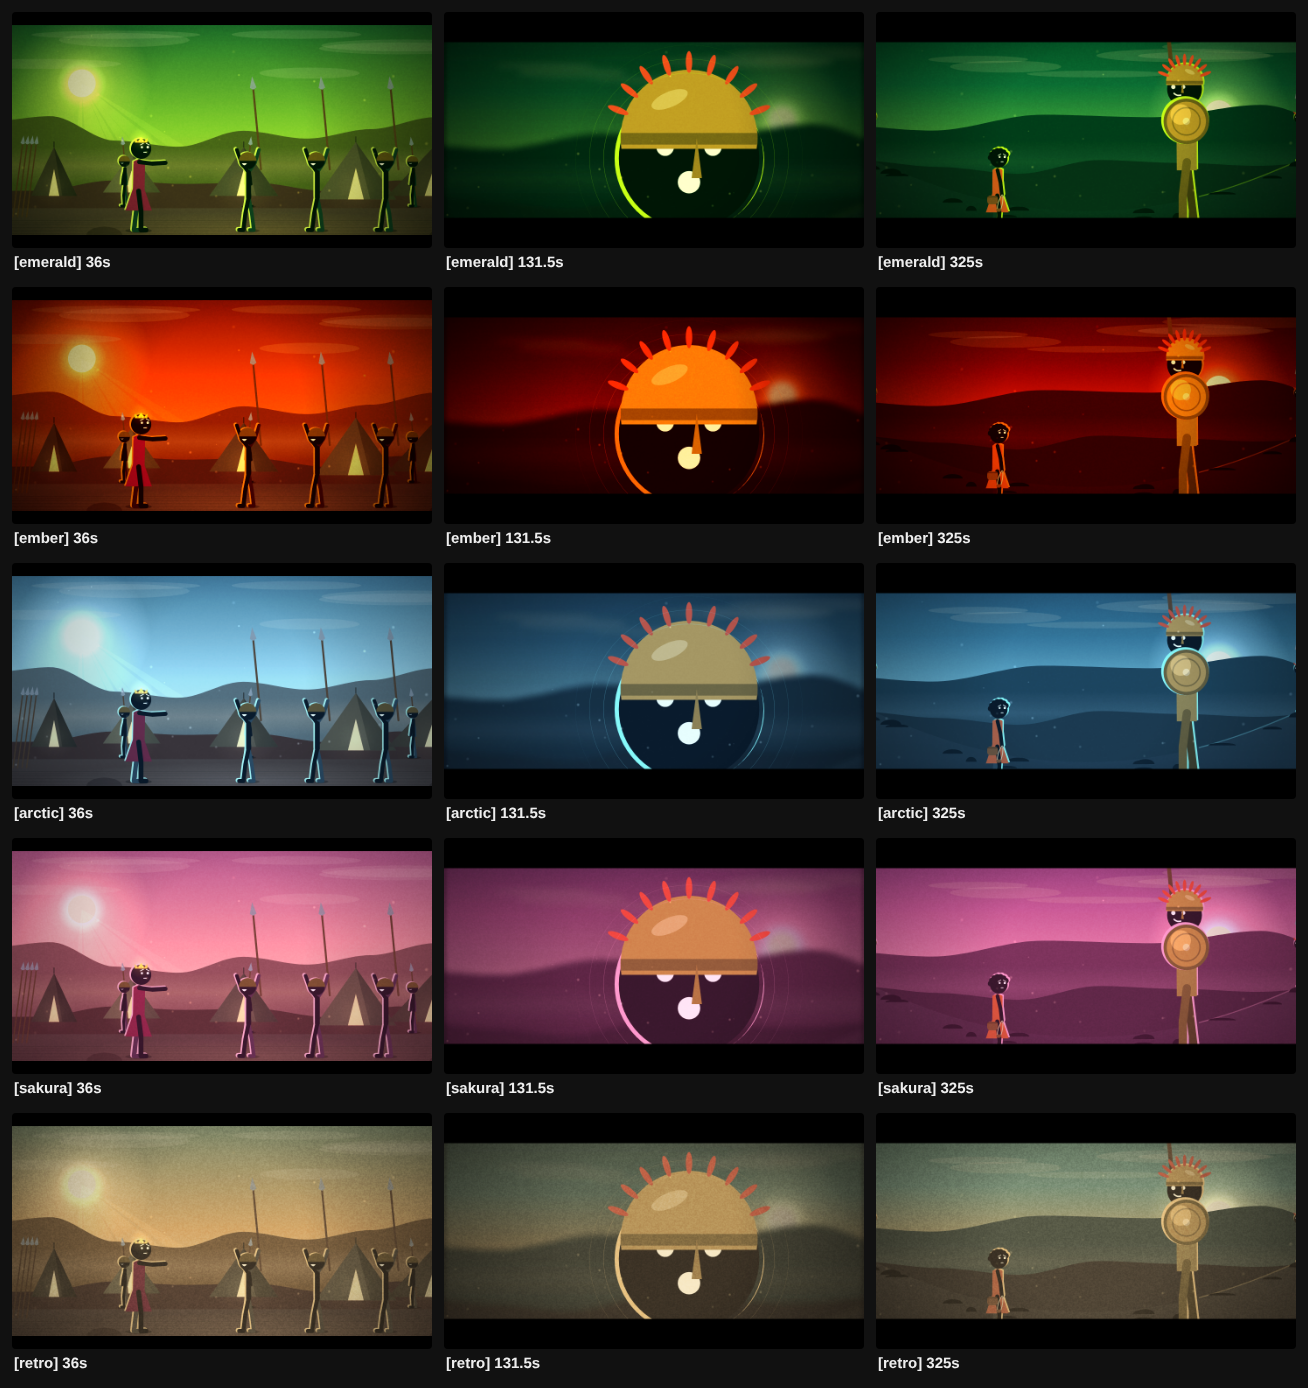 [emerald] 36s
[emerald] 131.5s
[emerald] 325s
[ember] 36s
[ember] 131.5s
[ember] 325s
[arctic] 36s
[arctic] 131.5s
[arctic] 325s
[sakura] 36s
[sakura] 131.5s
[sakura] 325s
[retro] 36s
[retro] 131.5s
[retro] 325s